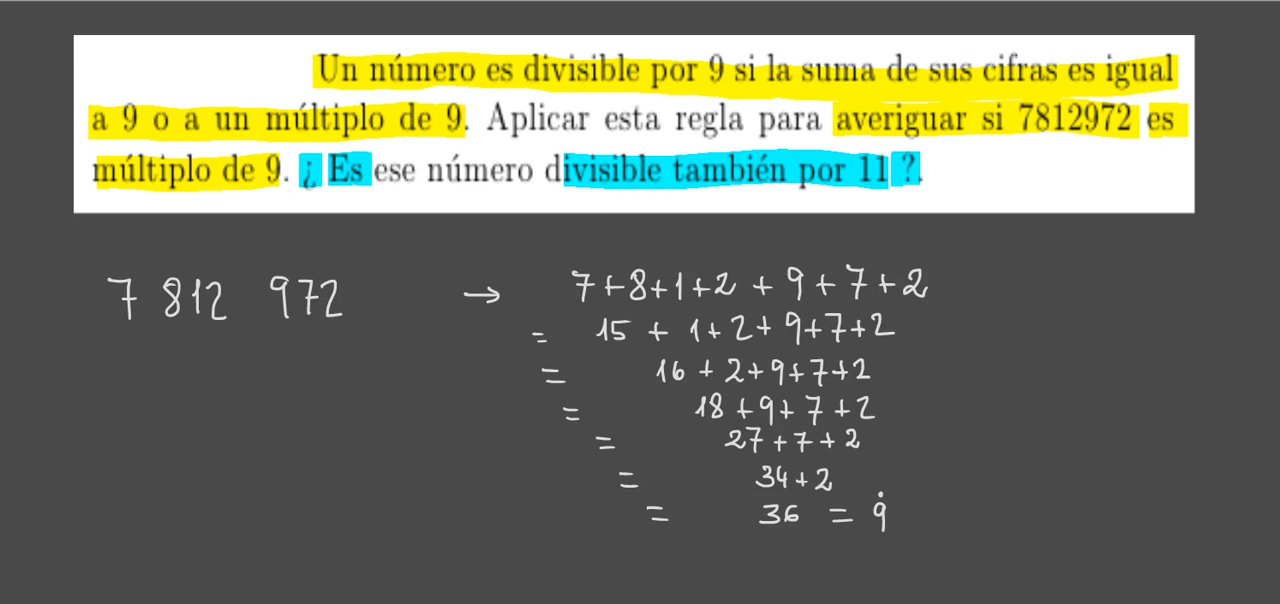 Un número es divisible por 9 si la suma de sus cifras es igual
a 9 o a un múltiplo de 9. Aplicar esta regla para averiguar si 7812972 es
múltiplo de 9. ¿ Es ese número divisible también por 11 ?.
7 812 972 → 7+8+1+2 + 9+7+2
= 15 + 1+2+9+7+2
= 16 + 2+9+7+2
= 18+9+7+2
= 27+7+2
= 34+2
= 36 = 9̇